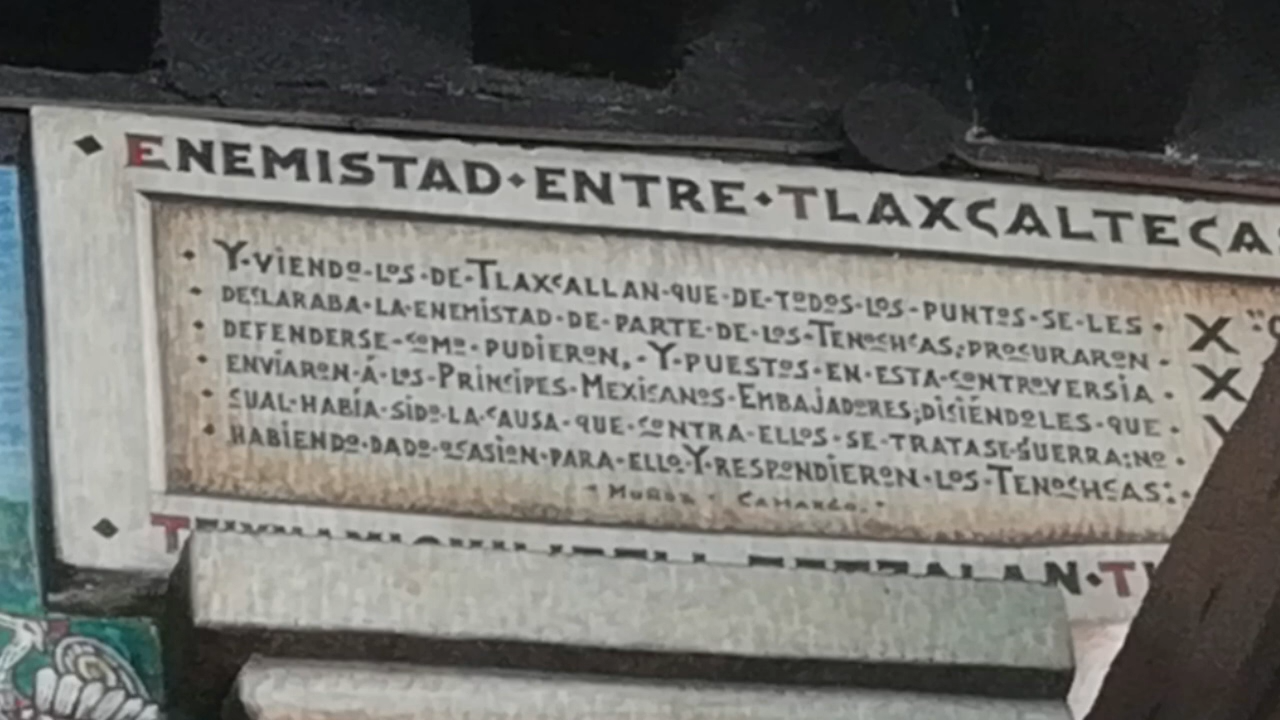 ENEMISTAD·ENTRE·TLAXCALTECA
Y·VIENDO·LOS·DE·TLAXCALLAN·QUE·DE·TODOS·LOS·PUNTOS·SE·LES·
DECLARABA·LA·ENEMISTAD·DE·PARTE·DE·LOS·TENOCHCAS;PROCURARON·
DEFENDERSE·COMO·PUDIERON,·Y·PUESTOS·EN·ESTA·CONTROVERSIA·
ENVIARON·Á·LOS·PRINCIPES·MEXICANOS·EMBAJADORES;DICIÉNDOLES·QUE·
CUAL·HABÍA·SIDO·LA·CAUSA·QUE·CONTRA·ELLOS·SE·TRATASE·GUERRA:NO·
HABIENDO·DADO·OCASION·PARA·ELLO·Y·RESPONDIERON·LOS·TENOCHCAS:·
MUÑOZ · CAMARGO.